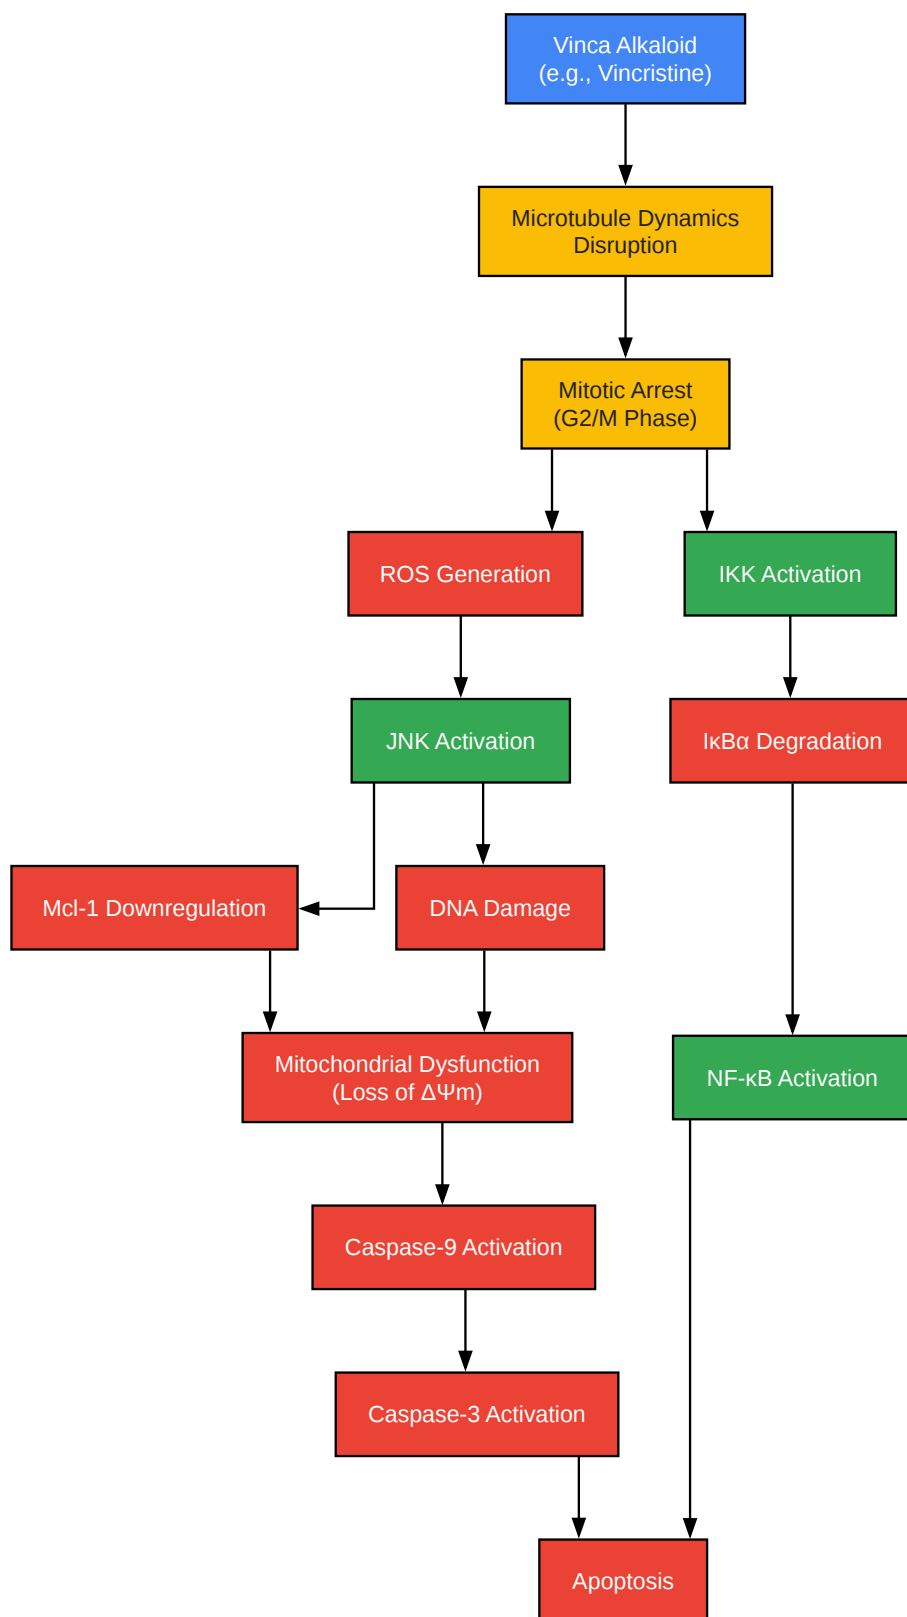 Vinca Alkaloid
(e.g., Vincristine)
Microtubule Dynamics
Disruption
Mitotic Arrest
(G2/M Phase)
ROS Generation
IKK Activation
JNK Activation
IκBα Degradation
Mcl-1 Downregulation
DNA Damage
Mitochondrial Dysfunction
(Loss of ΔΨm)
NF-κB Activation
Caspase-9 Activation
Caspase-3 Activation
Apoptosis